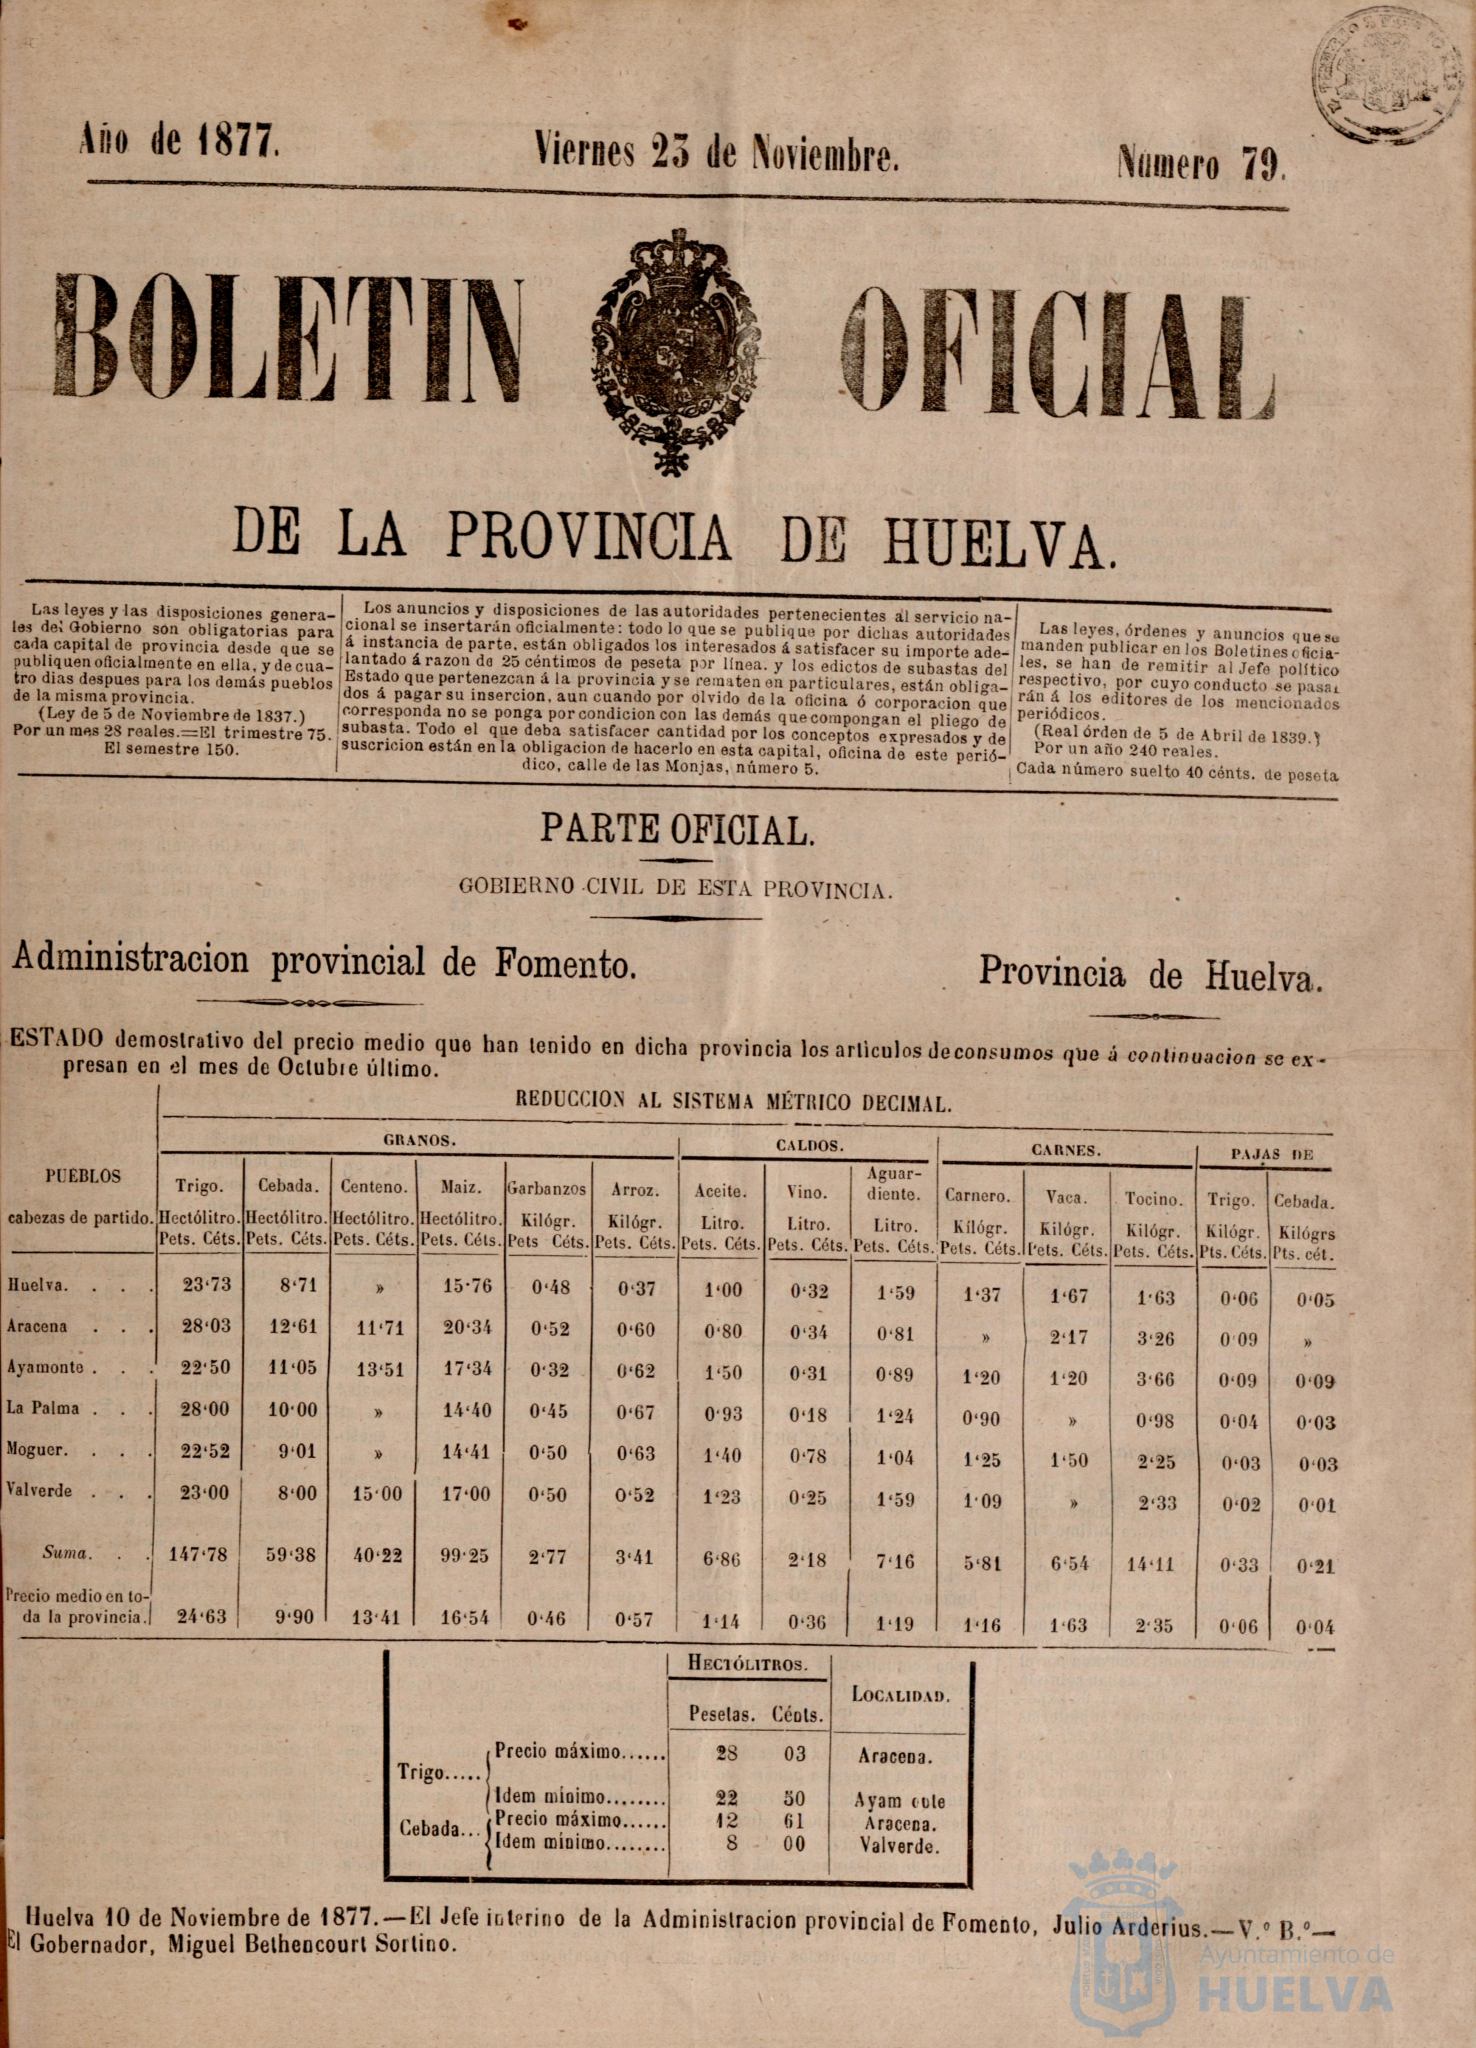 Año de 1877. Viernes 23 de Noviembre. Número 79.
BOLETIN OFICIAL
DE LA PROVINCIA DE HUELVA.
Las leyes y las disposiciones genera-
les del Gobierno son obligatorias para
cada capital de provincia desde que se
publiquen oficialmente en ella, y de cua-
tro dias despues para los demás pueblos
de la misma provincia.
(Ley de 5 de Noviembre de 1837.)
Por un mes 28 reales.=El trimestre 75.
El semestre 150.
Los anuncios y disposiciones de las autoridades pertenecientes al servicio na-
cional se insertarán oficialmente: todo lo que se publique por dichas autoridades
á instancia de parte, están obligados los interesados á satisfacer su importe ade-
lantado á razon de 25 céntimos de peseta por línea. y los edictos de subastas del
Estado que pertenezcan á la provincia y se rematen en particulares, están obliga-
dos á pagar su insercion, aun cuando por olvido de la oficina ó corporacion que
corresponda no se ponga por condicion con las demás que compongan el pliego de
subasta. Todo el que deba satisfacer cantidad por los conceptos expresados y de
suscricion están en la obligacion de hacerlo en esta capital, oficina de este perió-
dico, calle de las Monjas, número 5.
Las leyes, órdenes y anuncios que se
manden publicar en los Boletines oficia-
les, se han de remitir al Jefe político
respectivo, por cuyo conducto se pasa-
rán á los editores de los mencionados
periódicos.
(Real órden de 5 de Abril de 1839.)
Por un año 240 reales.
Cada número suelto 40 cénts. de peseta
PARTE OFICIAL.
GOBIERNO CIVIL DE ESTA PROVINCIA.
Administracion provincial de Fomento. Provincia de Huelva.
ESTADO demostrativo del precio medio que han tenido en dicha provincia los artículos de consumos que á continuacion se ex-
presan en el mes de Octubre último.
REDUCCION AL SISTEMA MÉTRICO DECIMAL.
GRANOS. CALDOS. CARNES. PAJAS DE
PUEBLOS
cabezas de partido.
Trigo. Cebada. Centeno. Maiz. Garbanzos Arroz. Aceite. Vino. Aguar-
diente. Carnero. Vaca. Tocino. Trigo. Cebada.
Hectólitro. Hectólitro. Hectólitro. Hectólitro. Kilógr. Kilógr. Litro. Litro. Litro. Kilógr. Kilógr. Kilógr. Kilógr. Kilógrs
Pets. Céts. Pets. Céts. Pets. Céts. Pets. Céts. Pets Céts. Pets. Céts. Pets. Céts. Pets. Céts. Pets. Céts. Pets. Céts. Pets. Céts. Pets. Céts. Pts. Céts. Pts. cét.
Huelva. . . . 23‘73 8‘71 » 15‘76 0‘48 0‘37 1‘00 0‘32 1‘59 1‘37 1‘67 1‘63 0‘06 0‘05
Aracena . . . 28‘03 12‘61 11‘71 20‘34 0‘52 0‘60 0‘80 0‘34 0‘81 » 2‘17 3‘26 0 09 »
Ayamonte . . . 22‘50 11‘05 13‘51 17‘34 0‘32 0‘62 1‘50 0‘31 0‘89 1‘20 1‘20 3‘66 0‘09 0‘09
La Palma . . . 28‘00 10‘00 » 14‘40 0‘45 0‘67 0‘93 0‘18 1‘24 0‘90 » 0‘98 0‘04 0‘03
Moguer. . . . 22‘52 9‘01 » 14‘41 0‘50 0‘63 1‘40 0‘78 1‘04 1‘25 1‘50 2‘25 0‘03 0‘03
Valverde . . . 23‘00 8‘00 15‘00 17‘00 0‘50 0‘52 1‘23 0‘25 1‘59 1‘09 » 2‘33 0‘02 0‘01
Suma. . . 147‘78 59‘38 40‘22 99‘25 2‘77 3‘41 6‘86 2‘18 7‘16 5‘81 6‘54 14‘11 0‘33 0‘21
Precio medio en to-
da la provincia. 24‘63 9‘90 13‘41 16‘54 0‘46 0‘57 1‘14 0‘36 1‘19 1‘16 1‘63 2‘35 0‘06 0‘04
HECTÓLITROS.
Pesetas. Cénts. LOCALIDAD.
Trigo..... Precio máximo...... 28 03 Aracena.
Idem mínimo........ 22 50 Ayam onte
Cebada... Precio máximo...... 12 61 Aracena.
Idem mínimo........ 8 00 Valverde.
Huelva 10 de Noviembre de 1877.—El Jefe interino de la Administracion provincial de Fomento, Julio Arderius.—V.º B.º—
El Gobernador, Miguel Bethencourt Sortino.
Ayuntamiento de
HUELVA